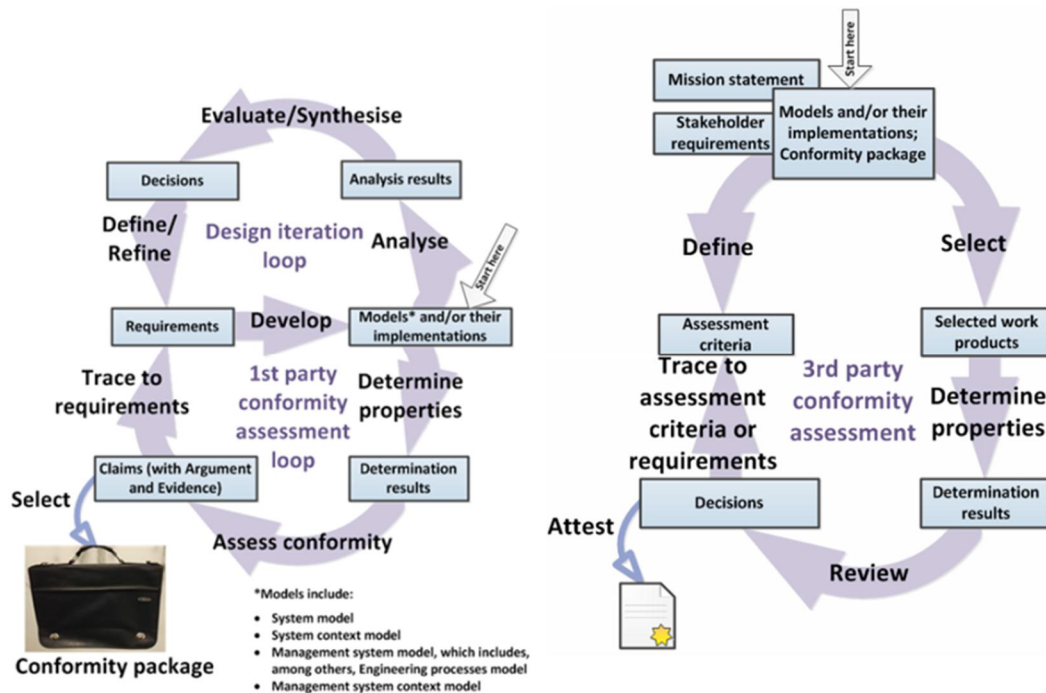 Evaluate/Synthesise
Decisions
Analysis results
Define/
Refine
Design iteration
loop
Analyse
Start here
Requirements
Develop
Models* and/or their
implementations
Trace to
requirements
1st party
conformity
assessment
loop
Determine
properties
Claims (with Argument
and Evidence)
Determination
results
Select
Assess conformity
Conformity package
*Models include:
• System model
• System context model
• Management system model, which includes,
among others, Engineering processes model
• Management system context model
Start here
Mission statement
Stakeholder
requirements
Models and/or their
implementations;
Conformity package
Define
Select
Assessment
criteria
Selected work
products
Trace to
assessment
criteria or
requirements
3rd party
conformity
assessment
Determine
properties
Decisions
Determination
results
Attest
Review